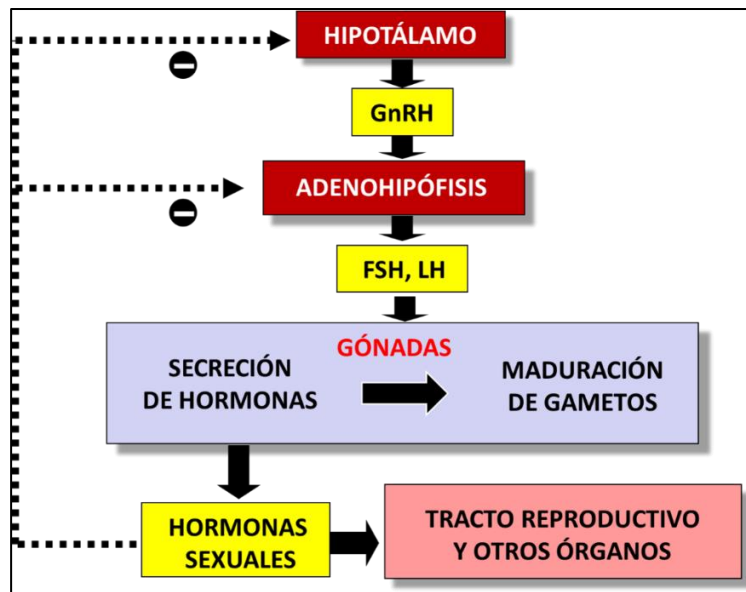 HIPOTÁLAMO
GnRH
ADENOHIPÓFISIS
FSH, LH
GÓNADAS
SECRECIÓN
DE HORMONAS
MADURACIÓN
DE GAMETOS
HORMONAS
SEXUALES
TRACTO REPRODUCTIVO
Y OTROS ÓRGANOS